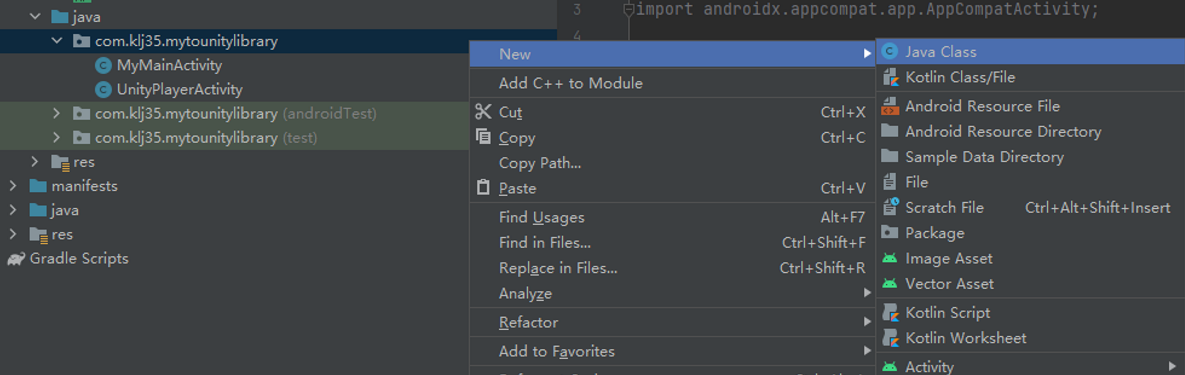 java
com.klj35.mytounitylibrary
MyMainActivity
UnityPlayerActivity
com.klj35.mytounitylibrary (androidTest)
com.klj35.mytounitylibrary (test)
res
manifests
java
res
Gradle Scripts
3 import androidx.appcompat.app.AppCompatActivity;
4
New
Add C++ to Module
Cut Ctrl+X
Copy Ctrl+C
Copy Path...
Paste Ctrl+V
Find Usages Alt+F7
Find in Files... Ctrl+Shift+F
Replace in Files... Ctrl+Shift+R
Analyze
Refactor
Add to Favorites
Java Class
Kotlin Class/File
Android Resource File
Android Resource Directory
Sample Data Directory
File
Scratch File Ctrl+Alt+Shift+Insert
Package
Image Asset
Vector Asset
Kotlin Script
Kotlin Worksheet
Activity